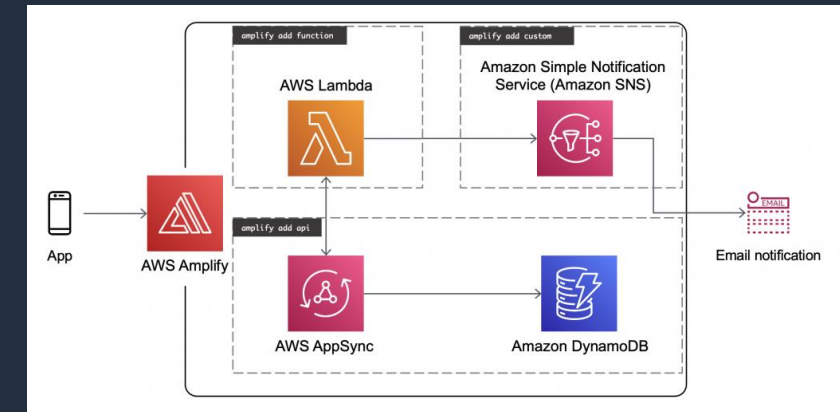 amplify add function
amplify add custom
AWS Lambda
Amazon Simple Notification
Service (Amazon SNS)
EMAIL
App
AWS Amplify
amplify add api
Email notification
AWS AppSync
Amazon DynamoDB